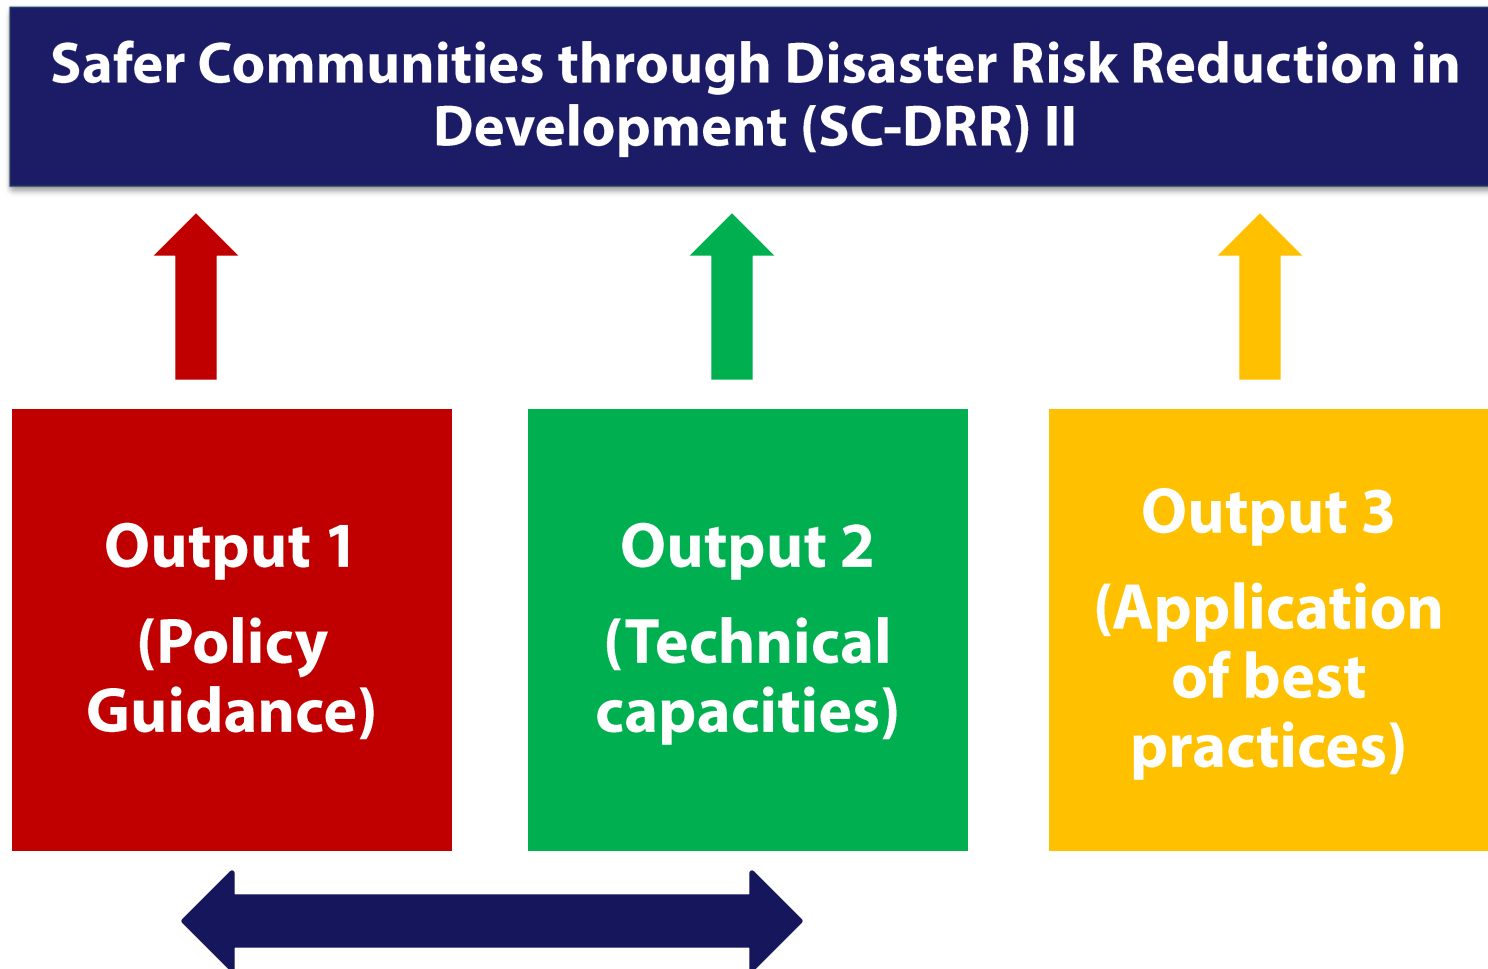 Safer Communities through Disaster Risk Reduction in
Development (SC-DRR) II
Output 1
(Policy
Guidance)
Output 2
(Technical
capacities)
Output 3
(Application
of best
practices)